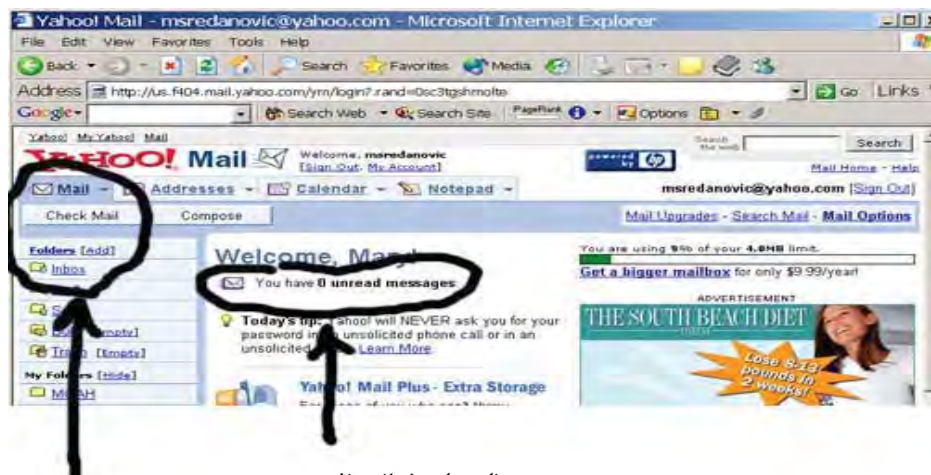 Yahoo! Mail - msredanovic@yahoo.com - Microsoft Internet Explorer
File Edit View Favorites Tools Help
Back Search Favorites Media
Address http://us.f404.mail.yahoo.com/ym/login?.rand=0sc3tgshmolte Go Links
Google Search Web Search Site PageRank Options
Yahoo! My Yahoo! Mail Search the web Search
YAHOO! Mail Welcome, msredanovic powered by hp
[Sign Out, My Account] Mail Home - Help
Mail Addresses Calendar Notepad msredanovic@yahoo.com [Sign Out]
Check Mail Compose Mail Upgrades - Search Mail - Mail Options
Folders [Add]
Inbox
Trash [Empty]
My Folders [Hide]
Welcome, Mary!
You have 0 unread messages
Today's tip: Yahoo! will NEVER ask you for your
password in an unsolicited phone call or in an
unsolicited Learn More
Yahoo! Mail Plus - Extra Storage
You are using 9% of your 4.0MB limit.
Get a bigger mailbox for only $9.99/year!
ADVERTISEMENT
THE SOUTH BEACH DIET
Lose 8-13
pounds in
2 weeks!